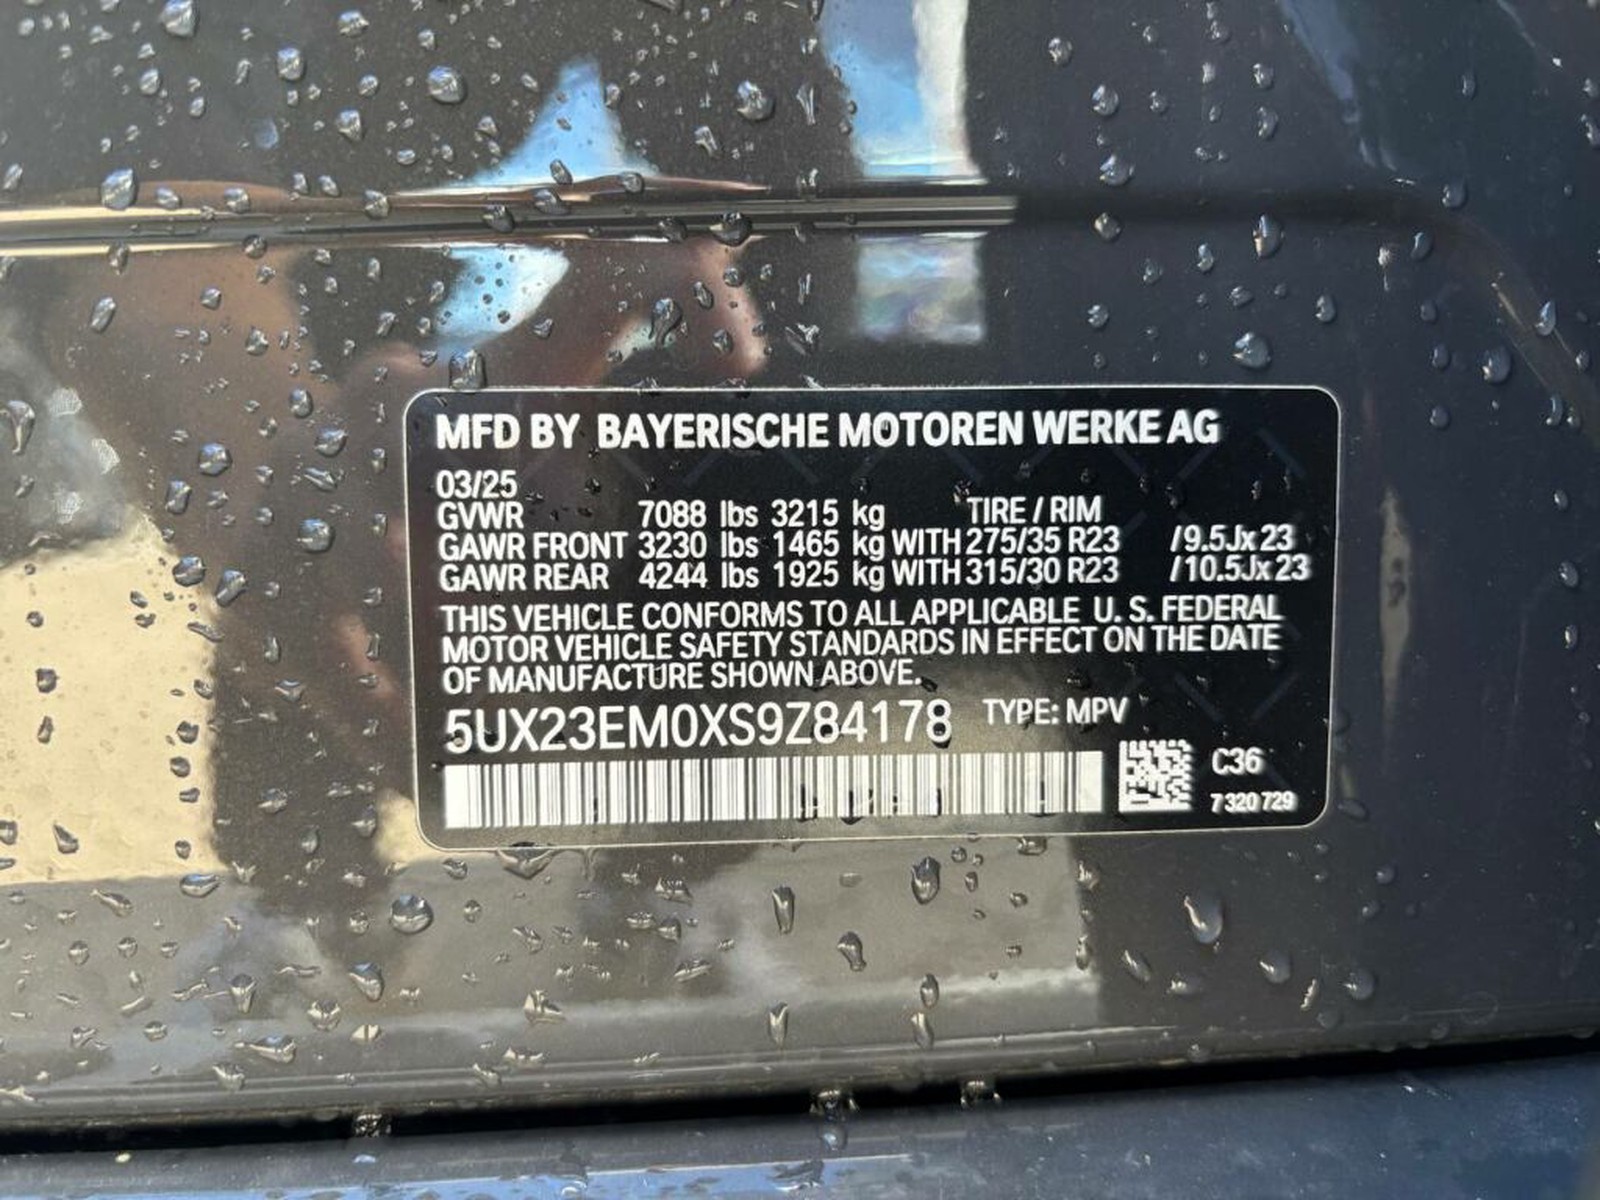 MFD BY BAYERISCHE MOTOREN WERKE AG
03/25
GVWR 7088 lbs 3215 kg TIRE / RIM
GAWR FRONT 3230 lbs 1465 kg WITH 275/35 R23 /9.5Jx23
GAWR REAR 4244 lbs 1925 kg WITH 315/30 R23 /10.5Jx23
THIS VEHICLE CONFORMS TO ALL APPLICABLE U. S. FEDERAL
MOTOR VEHICLE SAFETY STANDARDS IN EFFECT ON THE DATE
OF MANUFACTURE SHOWN ABOVE.
5UX23EM0XS9Z84178 TYPE: MPV
C36
7 320 729